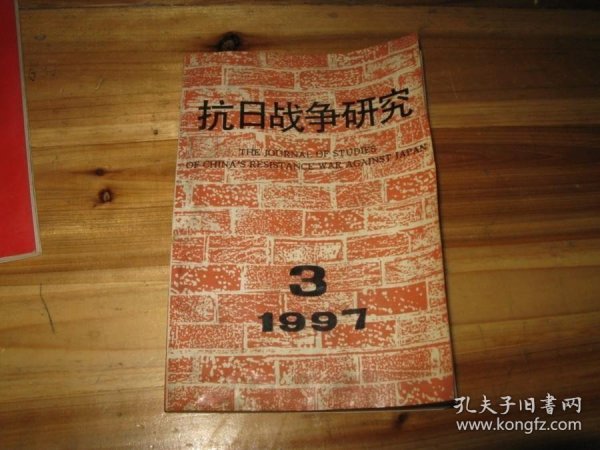 抗日战争研究
THE JOURNAL OF STUDIES
OF CHINA'S RESISTANCE WAR AGAINST JAPAN
3
1997
孔夫子旧書网
www.kongfz.com